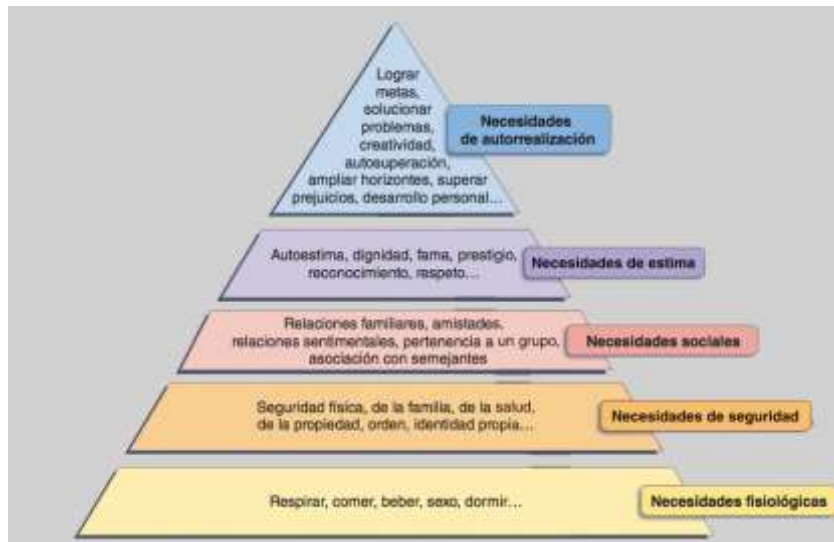 Lograr
metas,
solucionar
problemas,
creatividad,
autosuperación,
ampliar horizontes, superar
prejuicios, desarrollo personal...
Necesidades
de autorrealización
Autoestima, dignidad, fama, prestigio,
reconocimiento, respeto...
Necesidades de estima
Relaciones familiares, amistades,
relaciones sentimentales, pertenencia a un grupo,
asociación con semejantes
Necesidades sociales
Seguridad física, de la familia, de la salud,
de la propiedad, orden, identidad propia...
Necesidades de seguridad
Respirar, comer, beber, sexo, dormir...
Necesidades fisiológicas